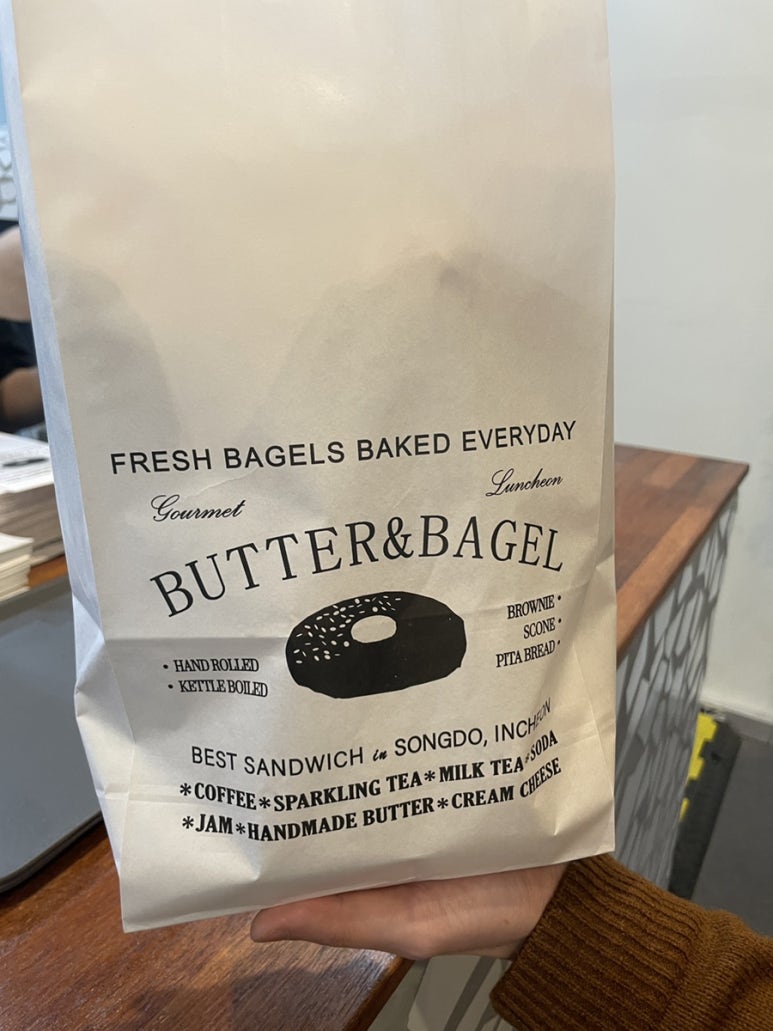 FRESH BAGELS BAKED EVERYDAY
Gourmet
Luncheon
BUTTER&BAGEL
• HAND ROLLED
• KETTLE BOILED
BROWNIE •
SCONE •
PITA BREAD •
BEST SANDWICH in SONGDO, INCHEON
*COFFEE*SPARKLING TEA*MILK TEA*SODA
*JAM*HANDMADE BUTTER*CREAM CHEESE